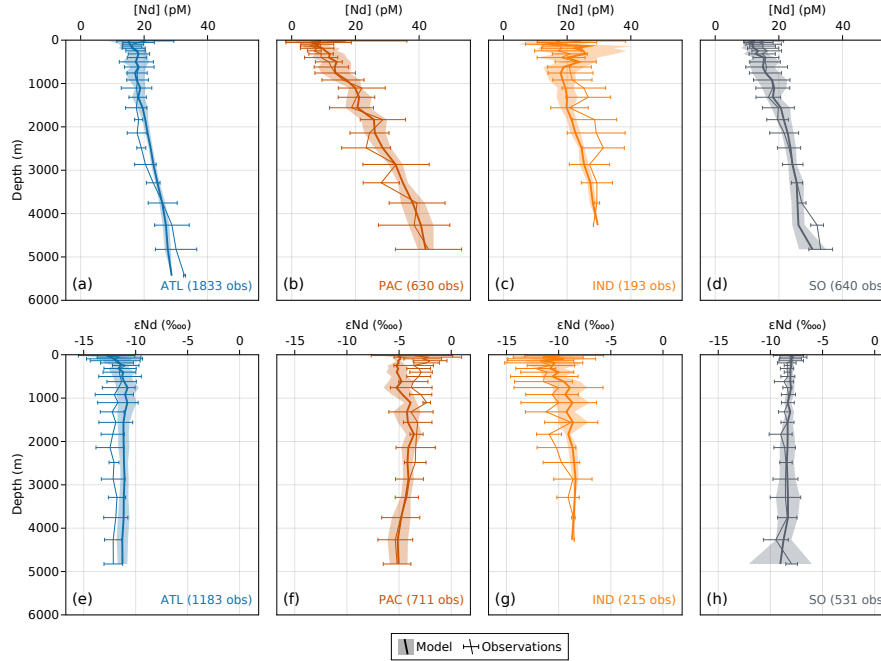 [Nd] (pM) [Nd] (pM) [Nd] (pM) [Nd] (pM)
0 20 40 0 20 40 0 20 40 0 20 40
0
1000
2000
3000
4000
5000
6000
Depth (m)
(a) ATL (1833 obs) (b) PAC (630 obs) (c) IND (193 obs) (d) SO (640 obs)
εNd (‱) εNd (‱) εNd (‱) εNd (‱)
-15 -10 -5 0 -15 -10 -5 0 -15 -10 -5 0 -15 -10 -5 0
0
1000
2000
3000
4000
5000
6000
Depth (m)
(e) ATL (1183 obs) (f) PAC (711 obs) (g) IND (215 obs) (h) SO (531 obs)
Model Observations